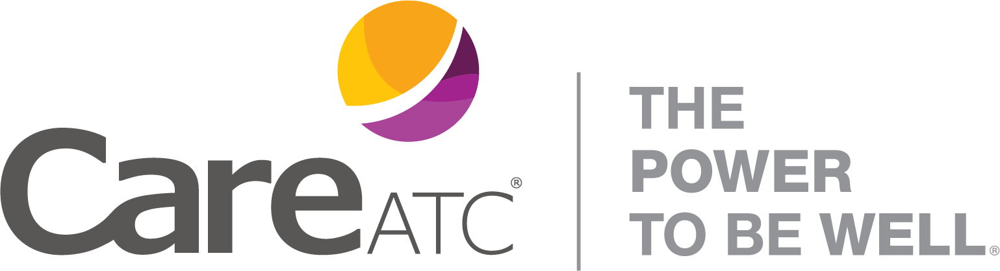 CareATC®
THE
POWER
TO BE WELL®